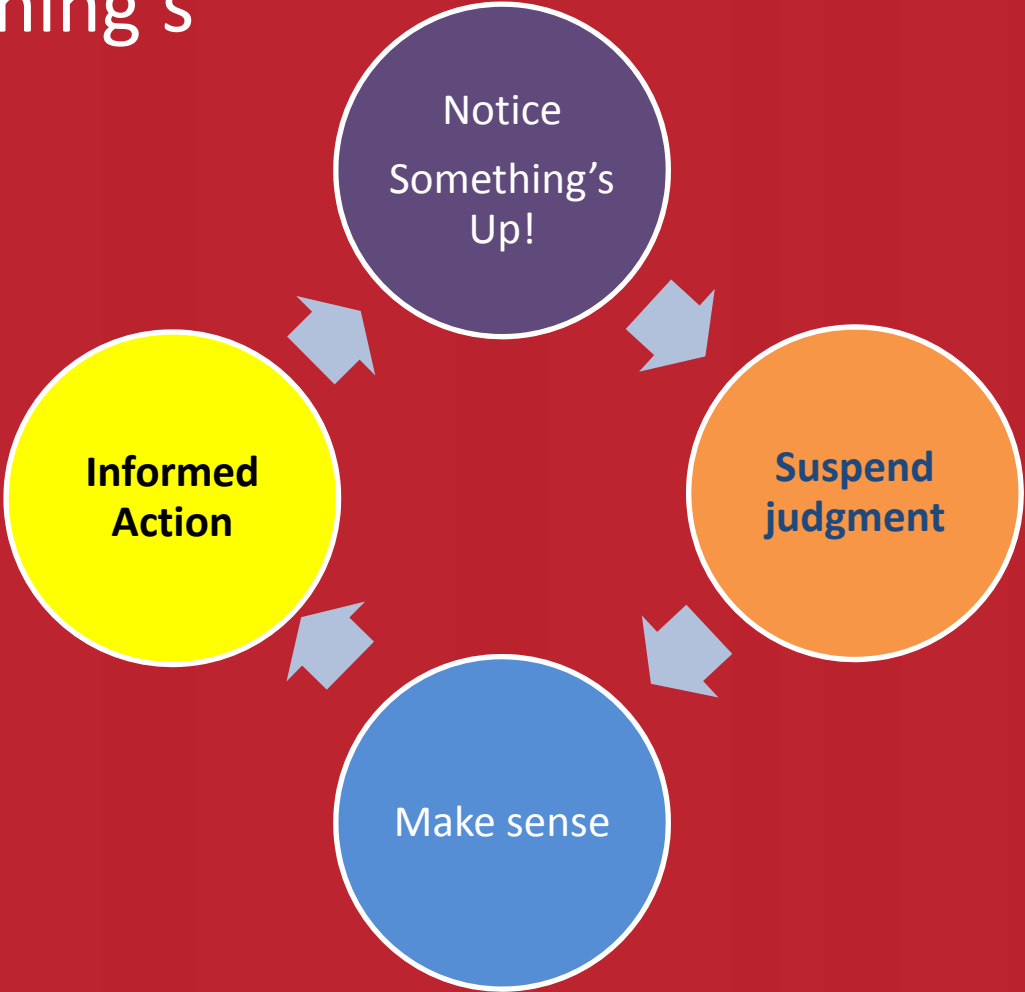 Notice
Something’s
Up!
Suspend
judgment
Make sense
Informed
Action